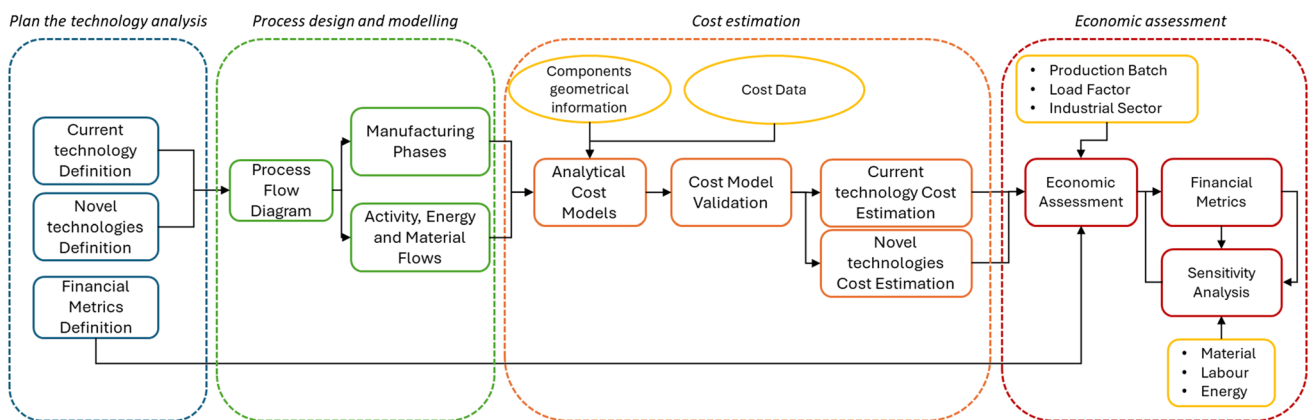 Plan the technology analysis
Process design and modelling
Cost estimation
Economic assessment
Current
technology
Definition
Novel
technologies
Definition
Financial
Metrics
Definition
Process
Flow
Diagram
Manufacturing
Phases
Activity, Energy
and Material
Flows
Components
geometrical
information
Cost Data
Analytical
Cost
Models
Cost Model
Validation
Current
technology Cost
Estimation
Novel
technologies
Cost Estimation
• Production Batch
• Load Factor
• Industrial Sector
Economic
Assessment
Financial
Metrics
Sensitivity
Analysis
• Material
• Labour
• Energy